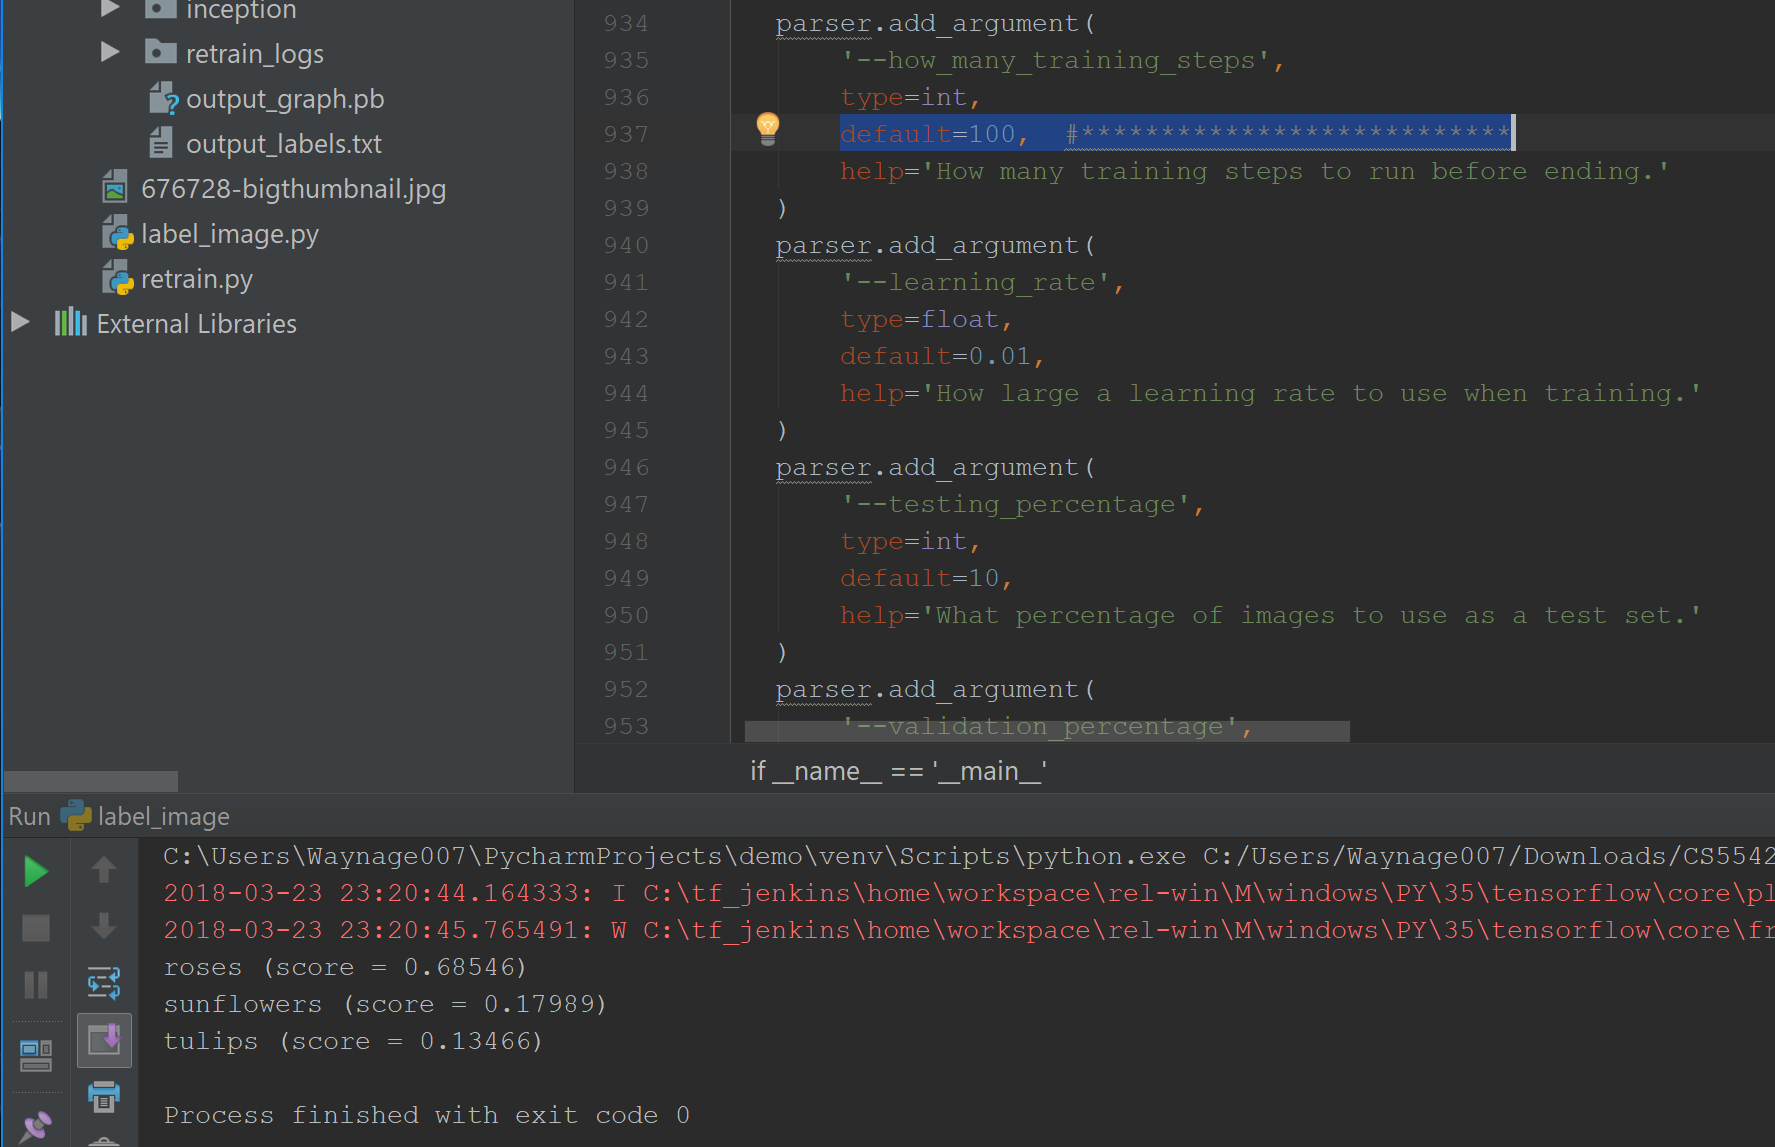 inception
retrain_logs
output_graph.pb
output_labels.txt
676728-bigthumbnail.jpg
label_image.py
retrain.py
External Libraries
934 parser.add_argument(
935 '--how_many_training_steps',
936 type=int,
937 default=100, #***************************
938 help='How many training steps to run before ending.'
939 )
940 parser.add_argument(
941 '--learning_rate',
942 type=float,
943 default=0.01,
944 help='How large a learning rate to use when training.'
945 )
946 parser.add_argument(
947 '--testing_percentage',
948 type=int,
949 default=10,
950 help='What percentage of images to use as a test set.'
951 )
952 parser.add_argument(
953 '--validation_percentage',
if __name__ == '__main__'
Run label_image
C:\Users\Waynage007\PycharmProjects\demo\venv\Scripts\python.exe C:/Users/Waynage007/Downloads/CS5542
2018-03-23 23:20:44.164333: I C:\tf_jenkins\home\workspace\rel-win\M\windows\PY\35\tensorflow\core\pl
2018-03-23 23:20:45.765491: W C:\tf_jenkins\home\workspace\rel-win\M\windows\PY\35\tensorflow\core\fr
roses (score = 0.68546)
sunflowers (score = 0.17989)
tulips (score = 0.13466)
Process finished with exit code 0